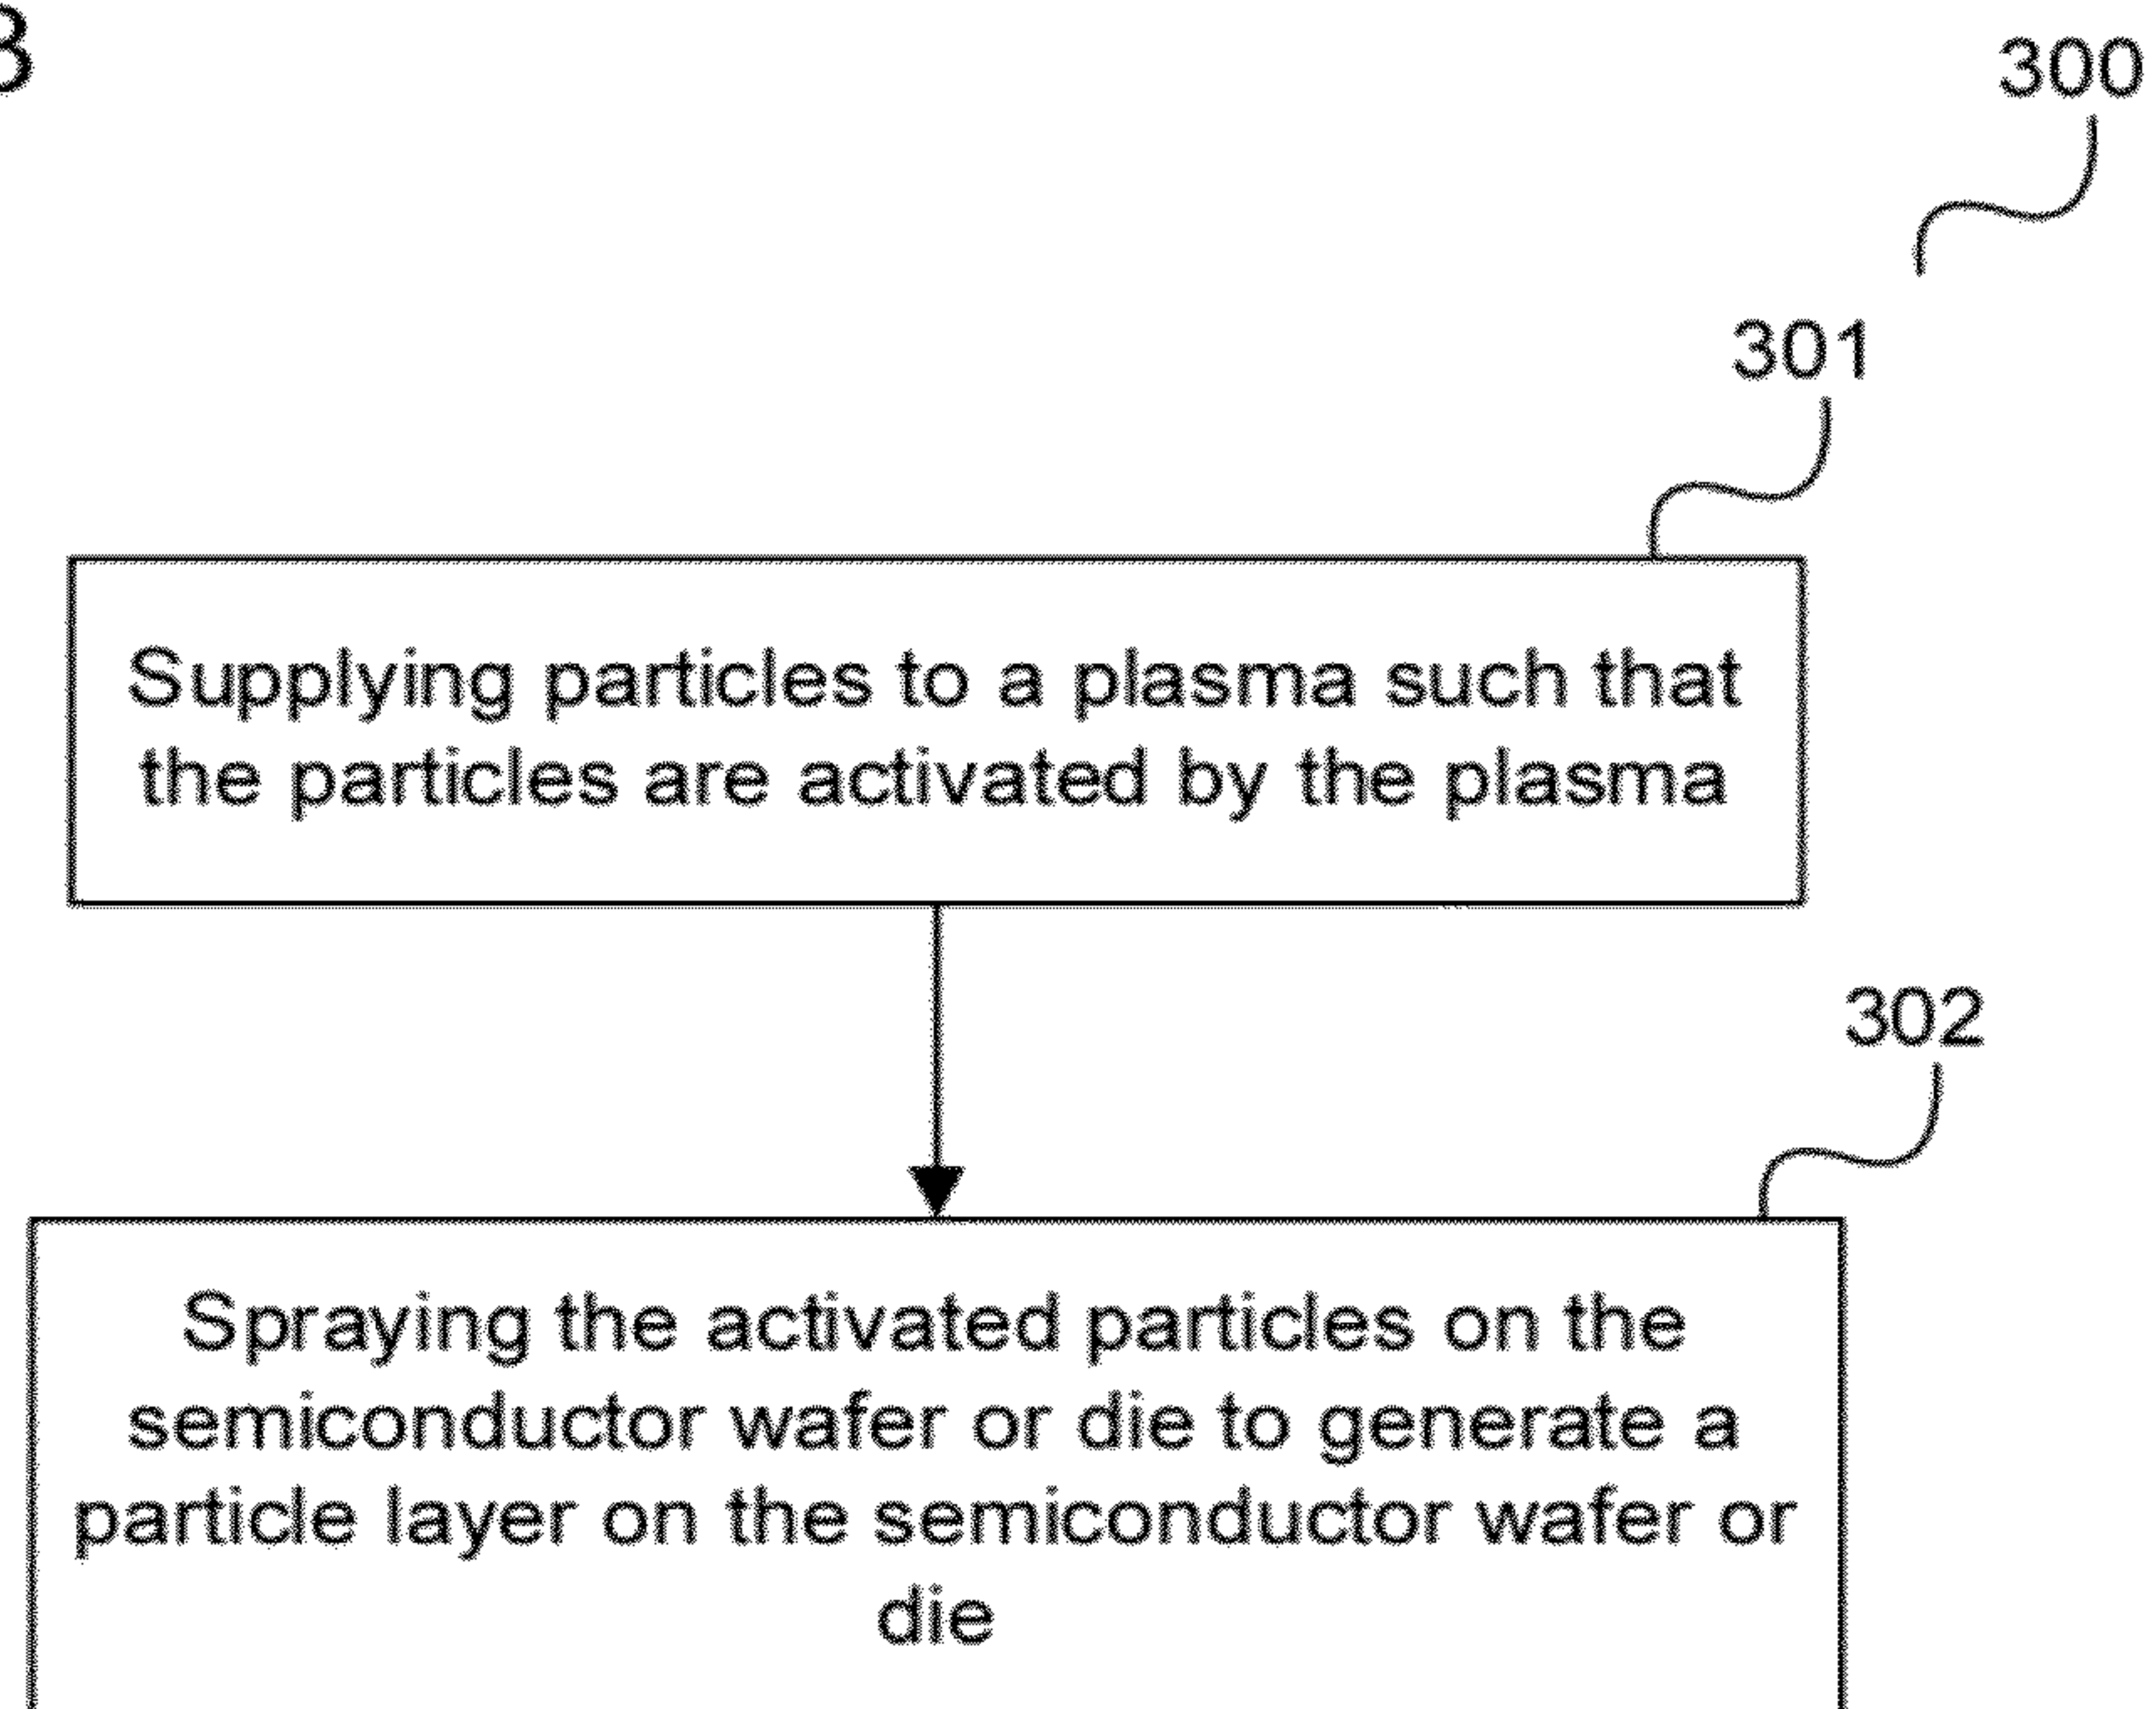 3
300
301
Supplying particles to a plasma such that
the particles are activated by the plasma
302
Spraying the activated particles on the
semiconductor wafer or die to generate a
particle layer on the semiconductor wafer or
die